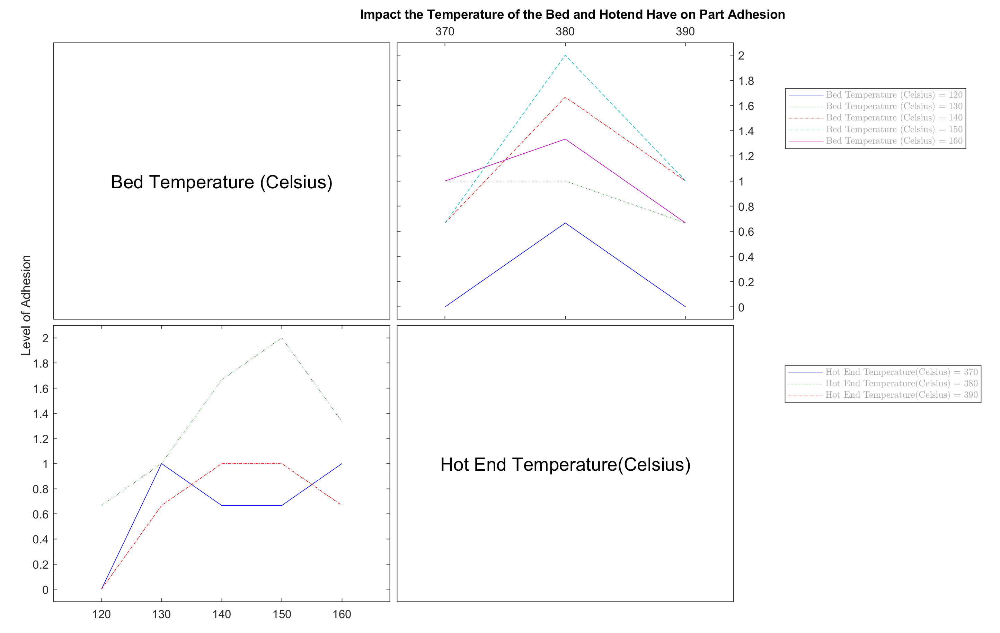 Impact the Temperature of the Bed and Hotend Have on Part Adhesion
370 380 390
Bed Temperature (Celsius)
2
1.8
1.6
1.4
1.2
1
0.8
0.6
0.4
0.2
0
Bed Temperature (Celsius) = 120
Bed Temperature (Celsius) = 130
Bed Temperature (Celsius) = 140
Bed Temperature (Celsius) = 150
Bed Temperature (Celsius) = 160
Level of Adhesion
2
1.8
1.6
1.4
1.2
1
0.8
0.6
0.4
0.2
0
120 130 140 150 160
Hot End Temperature(Celsius)
Hot End Temperature(Celsius) = 370
Hot End Temperature(Celsius) = 380
Hot End Temperature(Celsius) = 390